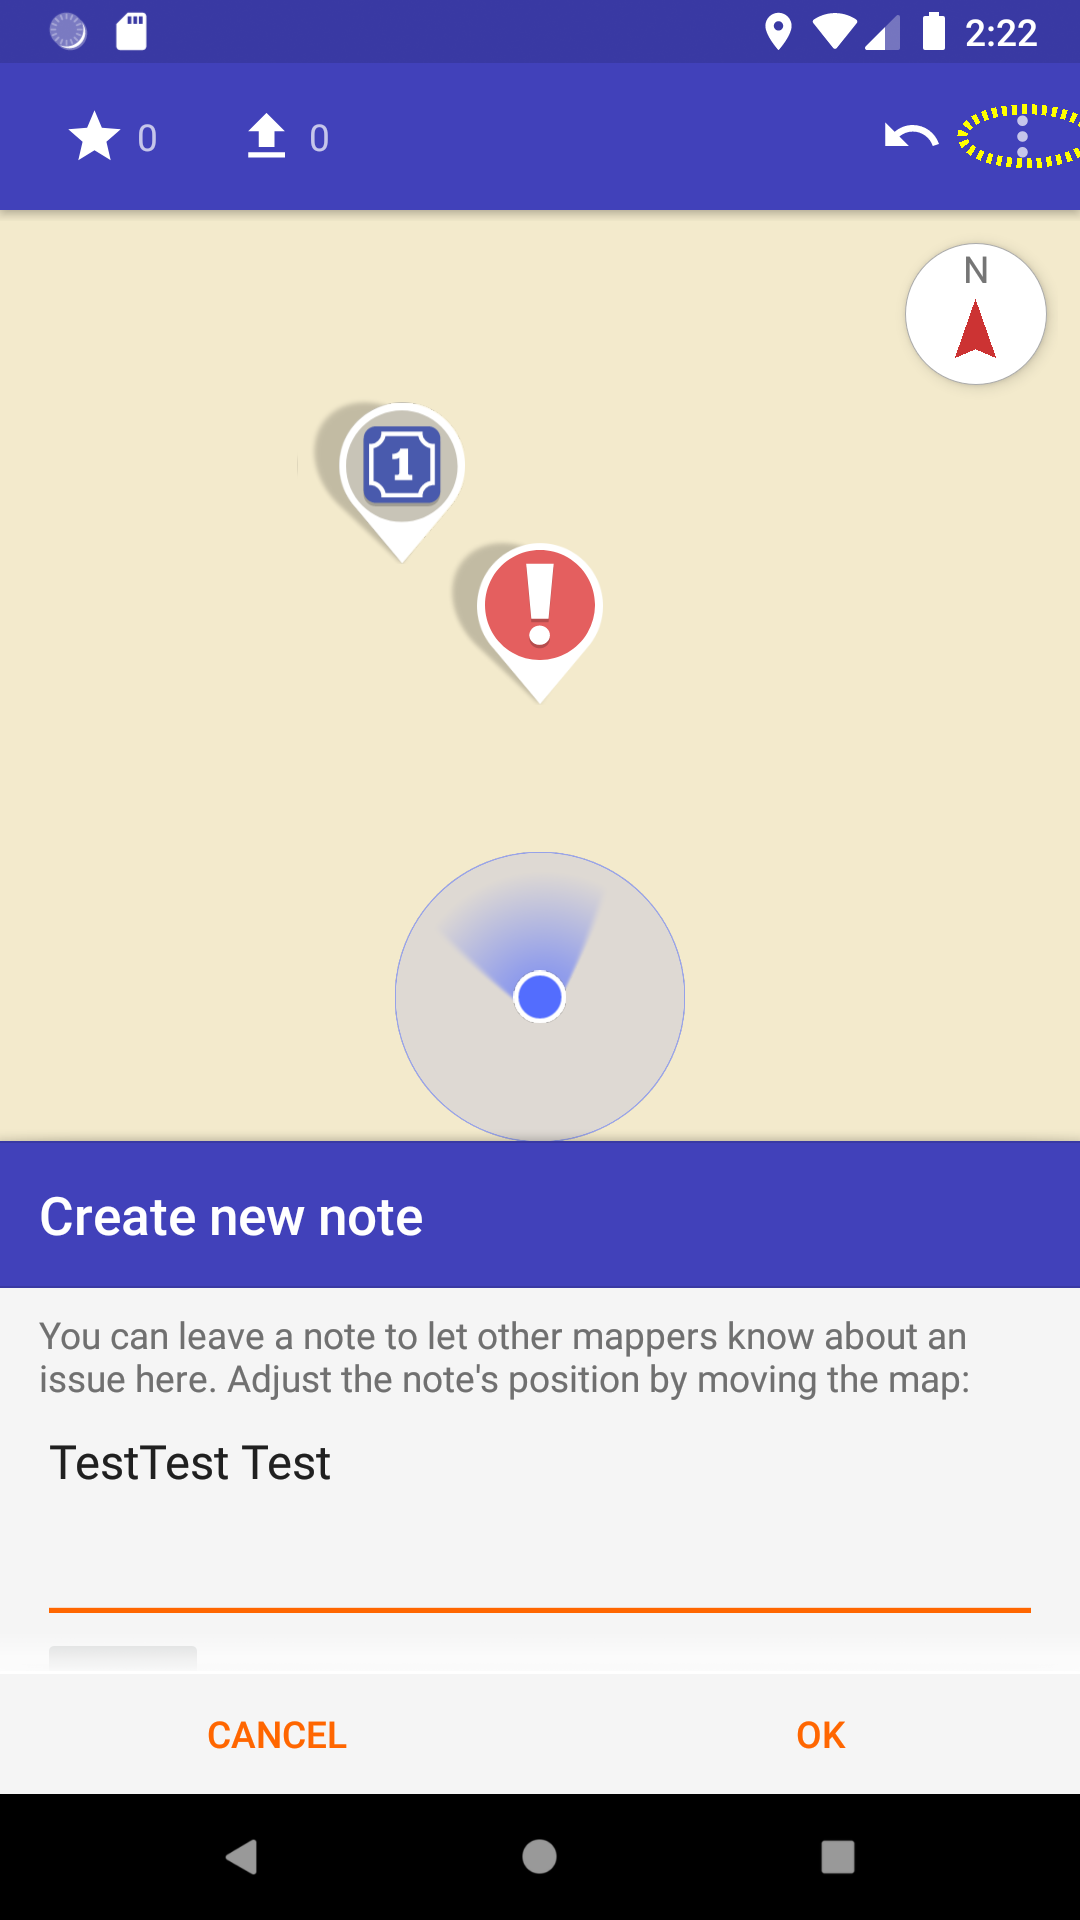 2:22
0 0
N
1
Create new note
You can leave a note to let other mappers know about an
issue here. Adjust the note's position by moving the map:
TestTest Test
CANCEL OK